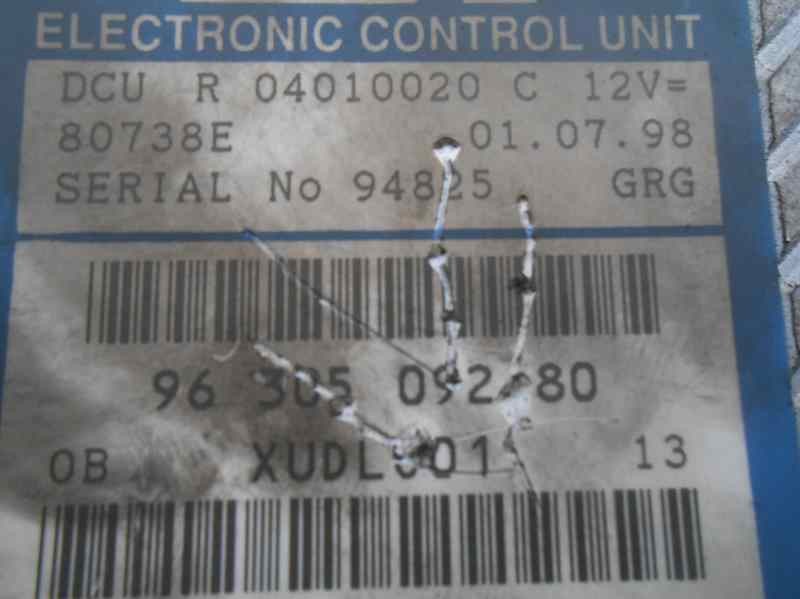 ELECTRONIC CONTROL UNIT
DCU R 04010020 C 12V=
80738E 01.07.98
SERIAL No 94825 GRG
96 305 092 80
0B 13